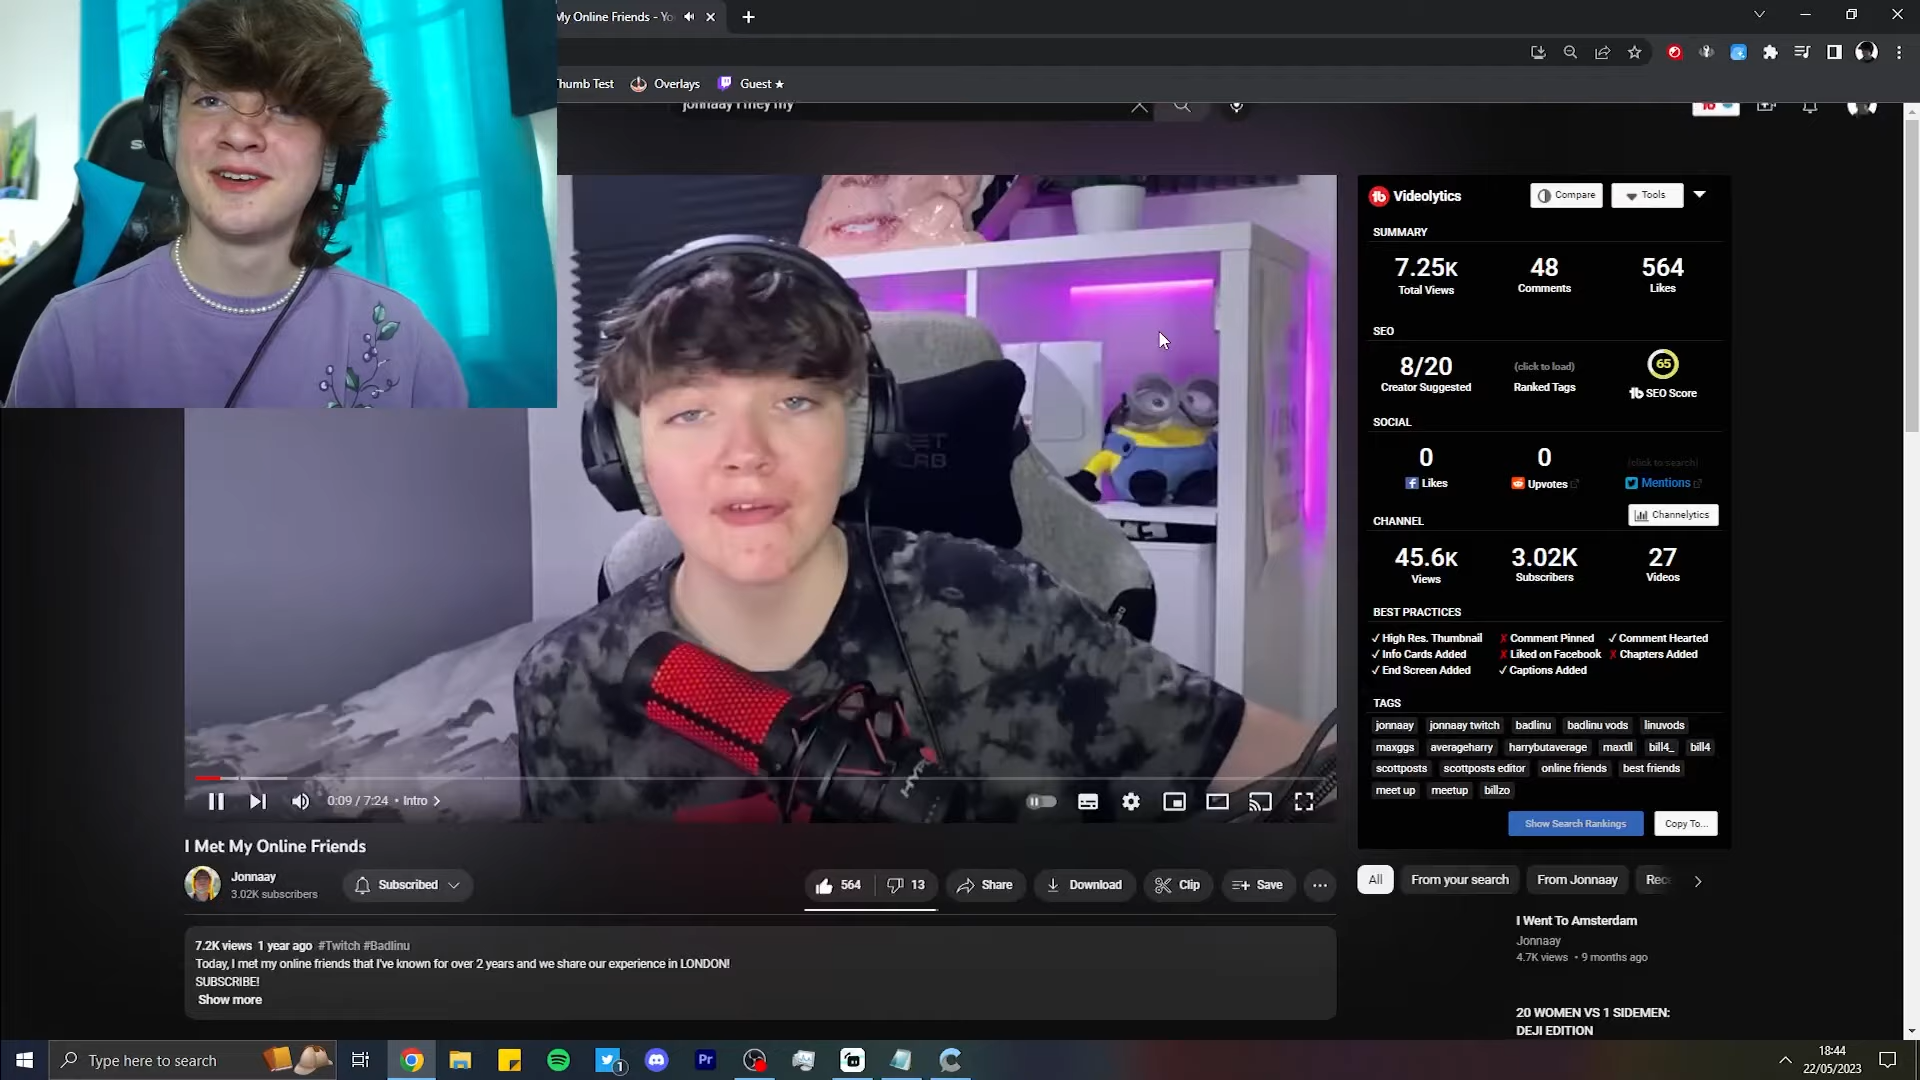 My Online Friends - Yo
Thumb Test
Overlays
Guest ★
Videolytics
Compare
Tools
SUMMARY
7.25K
48
564
Total Views
Comments
Likes
SEO
8/20
(click to load)
65
Creator Suggested
Ranked Tags
SEO Score
SOCIAL
0
0
(click to search)
Likes
Upvotes
Mentions
CHANNEL
Channelytics
45.6K
3.02K
27
Views
Subscribers
Videos
BEST PRACTICES
✓ High Res. Thumbnail
✗ Comment Pinned
✓ Comment Hearted
✓ Info Cards Added
✗ Liked on Facebook
✗ Chapters Added
✓ End Screen Added
✓ Captions Added
TAGS
jonnaay
jonnaay twitch
badlinu
badlinu vods
linuvods
maxggs
averageharry
harrybutaverage
maxtll
bill4_
bill4
scottposts
scottposts editor
online friends
best friends
meet up
meetup
billzo
Show Search Rankings
Copy To...
0:09 / 7:24 • Intro
I Met My Online Friends
Jonnaay
3.02K subscribers
Subscribed
564
13
Share
Download
Clip
Save
All
From your search
From Jonnaay
7.2K views 1 year ago #Twitch #Badlinu
Today, I met my online friends that I've known for over 2 years and we share our experience in LONDON!
SUBSCRIBE!
Show more
I Went To Amsterdam
Jonnaay
4.7K views • 9 months ago
20 WOMEN VS 1 SIDEMEN:
DEJI EDITION
Type here to search
1
Pr
18:44
22/05/2023